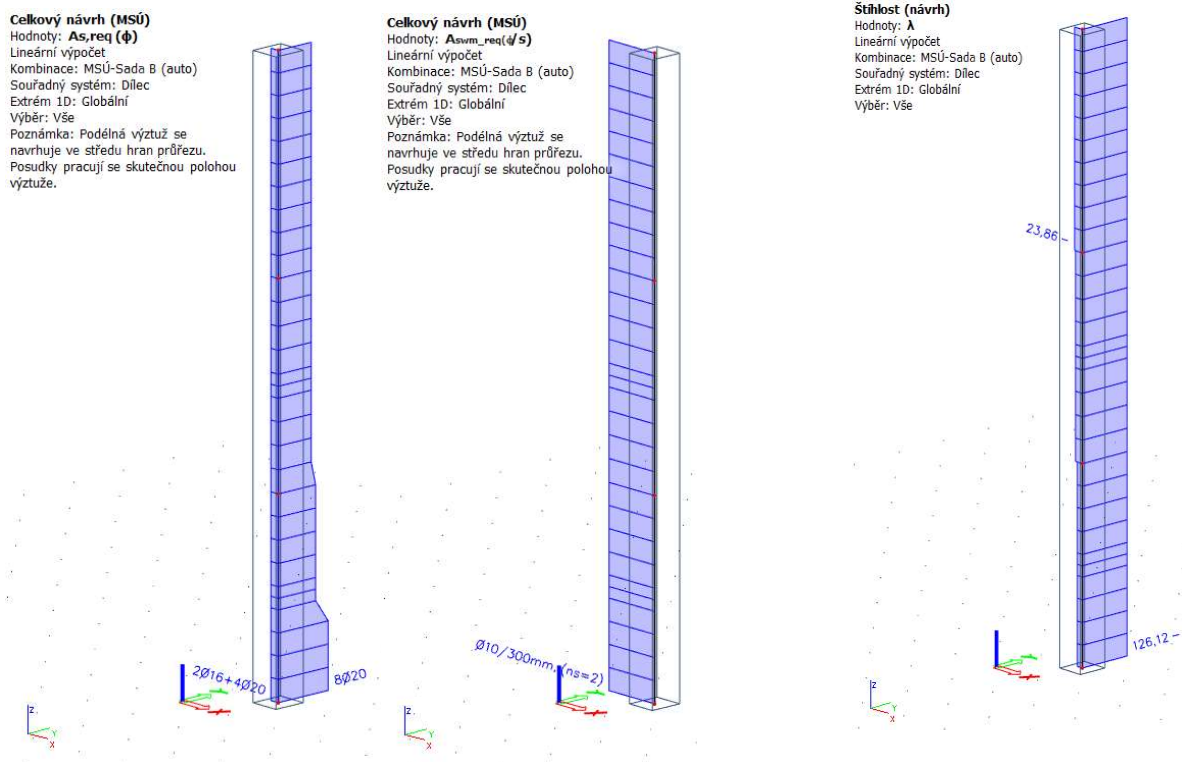 Celkový návrh (MSÚ)
Hodnoty: As,req (ϕ)
Lineární výpočet
Kombinace: MSÚ-Sada B (auto)
Souřadný systém: Dílec
Extrém 1D: Globální
Výběr: Vše
Poznámka: Podélná výztuž se
navrhuje ve středu hran průřezu.
Posudky pracují se skutečnou polohou
výztuže.
2Ø16+4Ø20
8Ø20
z
Y
X
Celkový návrh (MSÚ)
Hodnoty: Aswm_req(ϕ/s)
Lineární výpočet
Kombinace: MSÚ-Sada B (auto)
Souřadný systém: Dílec
Extrém 1D: Globální
Výběr: Vše
Poznámka: Podélná výztuž se
navrhuje ve středu hran průřezu.
Posudky pracují se skutečnou polohou
výztuže.
Ø10/300mm, (ns=2)
z
Y
X
Štíhlost (návrh)
Hodnoty: λ
Lineární výpočet
Kombinace: MSÚ-Sada B (auto)
Souřadný systém: Dílec
Extrém 1D: Globální
Výběr: Vše
23,86 -
126,12 -
z
Y
X